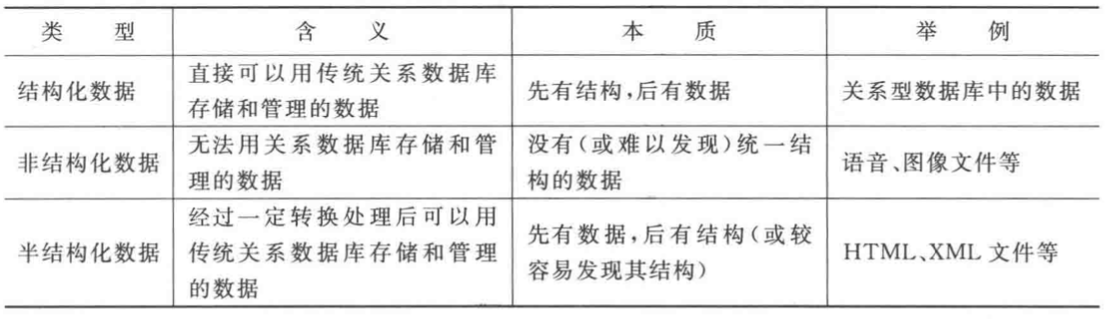 类 型 含 义 本 质 举 例
结构化数据
直接可以用传统关系数据库
存储和管理的数据
先有结构,后有数据
关系型数据库中的数据
非结构化数据
无法用关系数据库存储和管
理的数据
没有(或难以发现)统一结
构的数据
语音、图像文件等
半结构化数据
经过一定转换处理后可以用
传统关系数据库存储和管理
的数据
先有数据,后有结构(或较
容易发现其结构)
HTML、XML 文件等